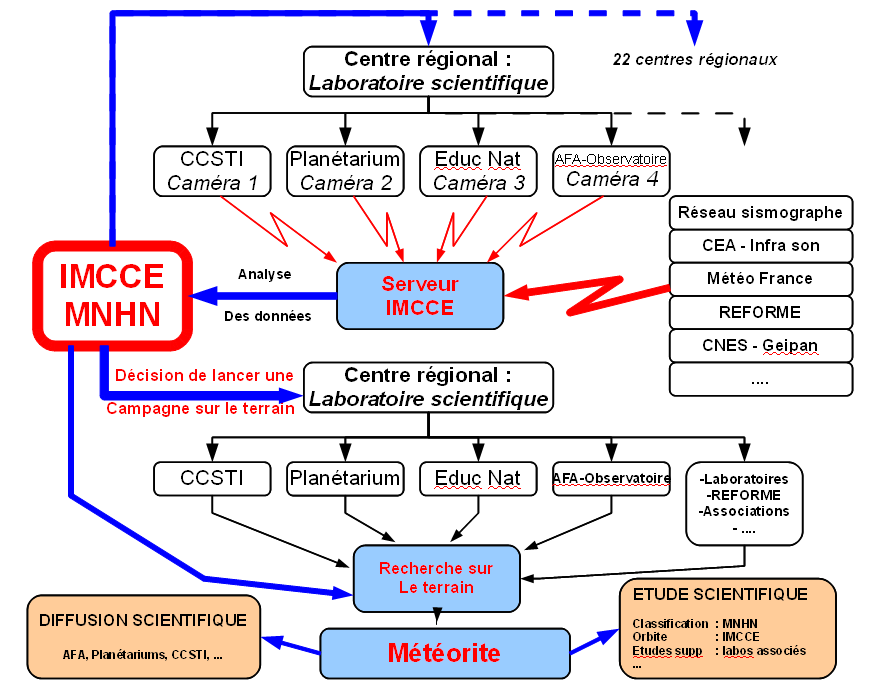 Centre régional :
Laboratoire scientifique
22 centres régionaux
CCSTI
Caméra 1
Planétarium
Caméra 2
Educ Nat
Caméra 3
AFA-Observatoire
Caméra 4
Réseau sismographe
CEA - Infra son
Météo France
REFORME
CNES - Geipan
....
IMCCE
MNHN
Analyse
Des données
Serveur
IMCCE
Décision de lancer une
Campagne sur le terrain
Centre régional :
Laboratoire scientifique
CCSTI
Planétarium
Educ Nat
AFA-Observatoire
-Laboratoires
-REFORME
-Associations
- ....
Recherche sur
Le terrain
DIFFUSION SCIENTIFIQUE
AFA, Planétariums, CCSTI, ...
Météorite
ETUDE SCIENTIFIQUE
Classification : MNHN
Orbite : IMCCE
Etudes supp : labos associés
...